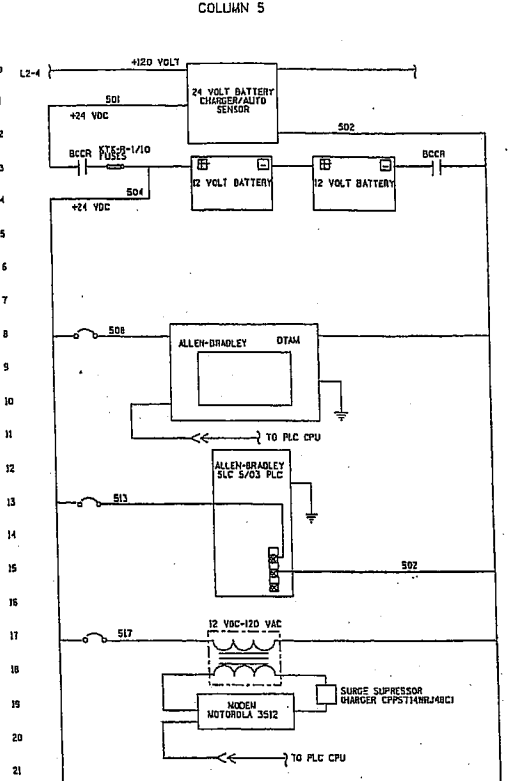 COLUMN 5
L2-4
+120 VOLT
24 VOLT BATTERY
CHARGER/AUTO
SENSOR
1
501
+24 VDC
2
502
3
BCCR
KTK-R-1/10
FUSES
12 VOLT BATTERY
12 VOLT BATTERY
BCCR
4
504
+24 VDC
5
6
7
8
508
ALLEN-BRADLEY
DTAM
9
10
11
TO PLC CPU
12
ALLEN-BRADLEY
SLC 5/03 PLC
13
513
14
15
502
16
12 VDC-120 VAC
17
517
18
SURGE SUPRESSOR
19
MODEM
MOTOROLA 3512
20
TO PLC CPU
21